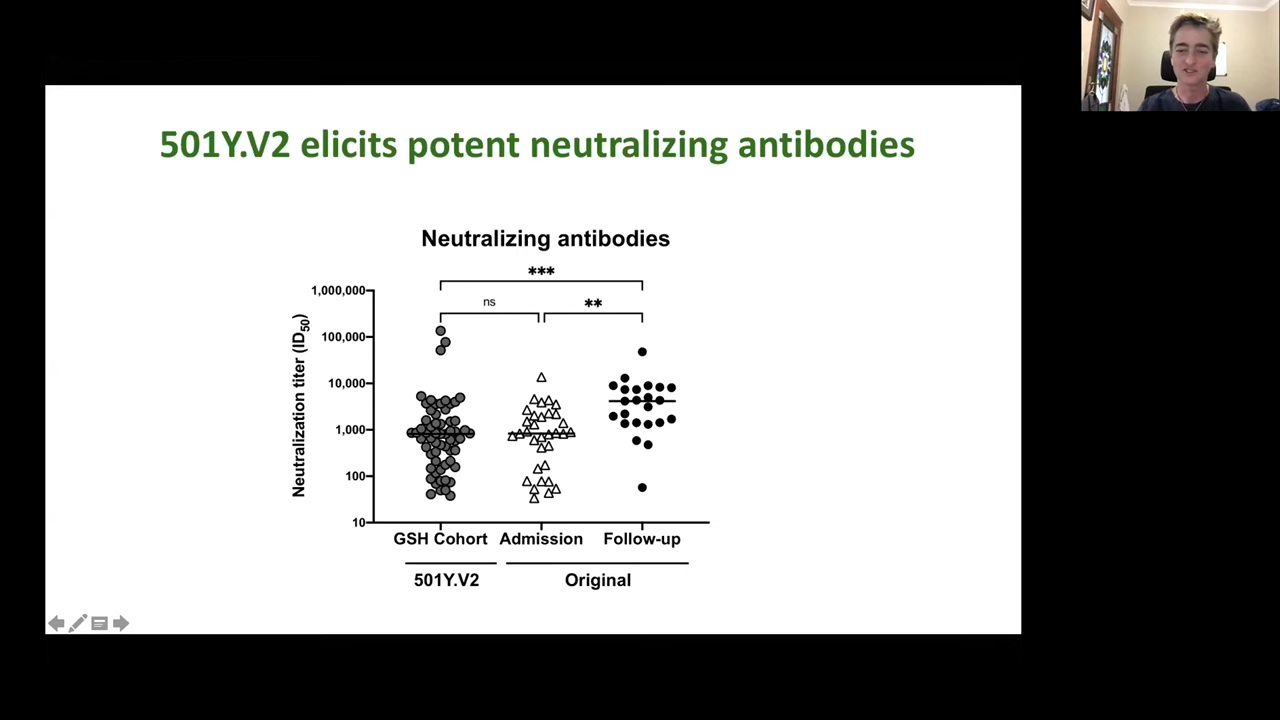 501Y.V2 elicits potent neutralizing antibodies
Neutralizing antibodies
***
ns
**
1,000,000
100,000
10,000
1,000
100
10
Neutralization titer (ID50)
GSH Cohort Admission Follow-up
501Y.V2 Original